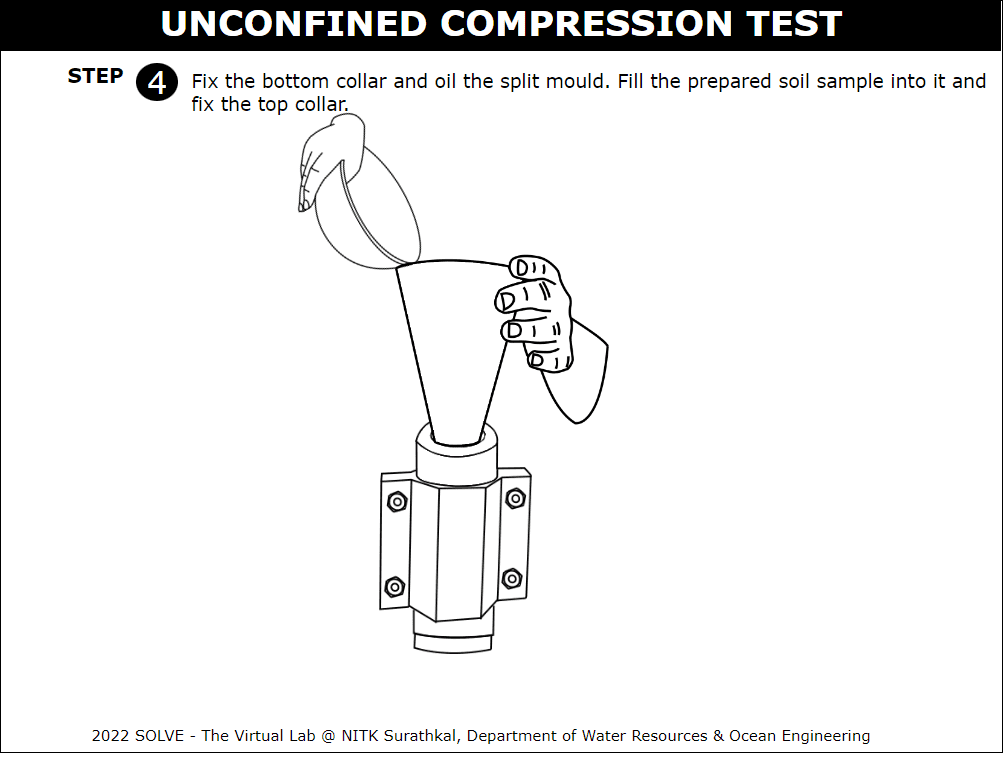 UNCONFINED COMPRESSION TEST
STEP 4 Fix the bottom collar and oil the split mould. Fill the prepared soil sample into it and
fix the top collar.
2022 SOLVE - The Virtual Lab @ NITK Surathkal, Department of Water Resources & Ocean Engineering